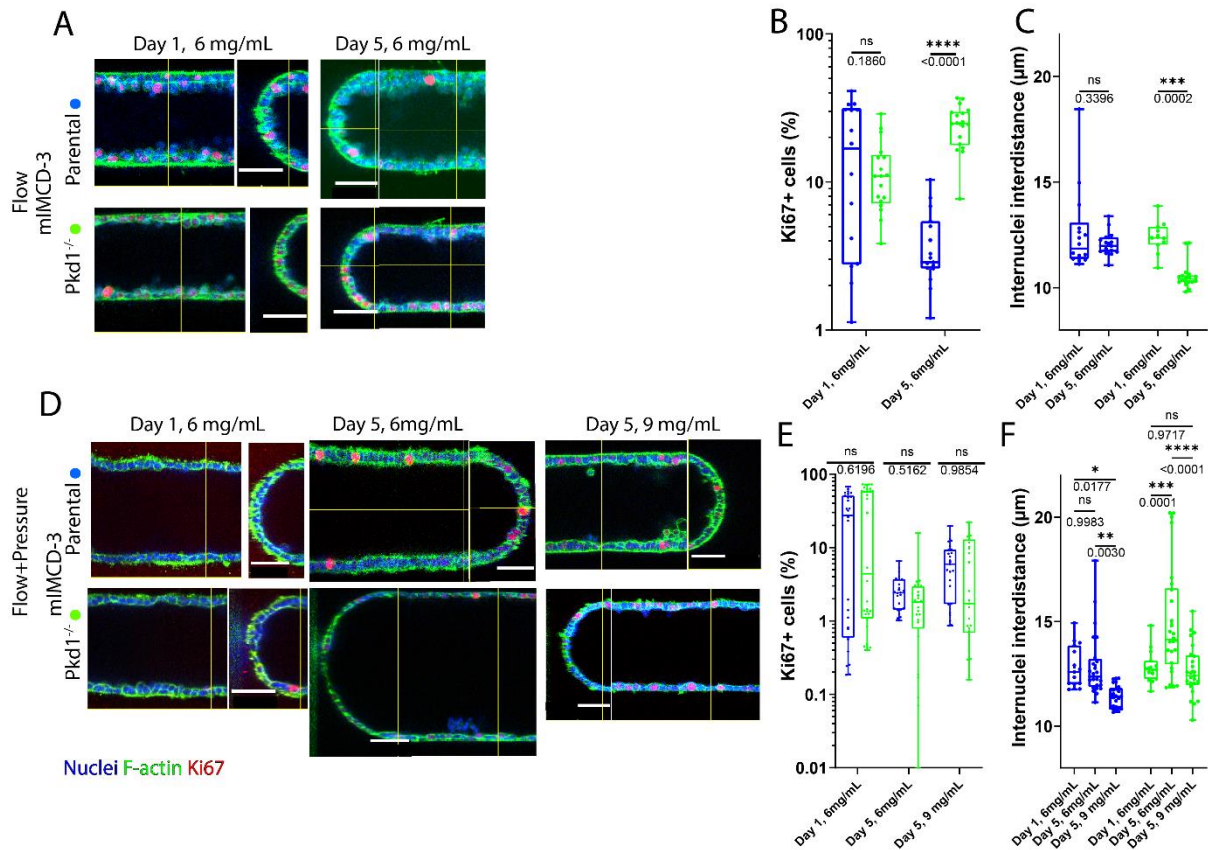 A
Day 1, 6 mg/mL
Day 5, 6 mg/mL
Flow
mIMCD-3
Parental
Pkd1-/-
B
Ki67+ cells (%)
100
10
1
ns
0.1860
****
<0.0001
Day 1, 6mg/mL
Day 5, 6mg/mL
C
Internuclei interdistance (µm)
20
15
10
ns
0.3396
***
0.0002
Day 1, 6mg/mL
Day 5, 6mg/mL
Day 1, 6mg/mL
Day 5, 6mg/mL
D
Day 1, 6 mg/mL
Day 5, 6mg/mL
Day 5, 9 mg/mL
Flow+Pressure
mIMCD-3
Parental
Pkd1-/-
Nuclei F-actin Ki67
E
Ki67+ cells (%)
100
10
1
0.1
0.01
ns
0.6196
ns
0.5162
ns
0.9854
Day 1, 6mg/mL
Day 5, 6mg/mL
Day 5, 9 mg/mL
F
Internuclei interdistance (µm)
20
15
10
ns
0.9717
****
<0.0001
*
0.0177
***
0.0001
ns
0.9983
**
0.0030
Day 1, 6mg/mL
Day 5, 6mg/mL
Day 5, 9 mg/mL
Day 1, 6mg/mL
Day 5, 6mg/mL
Day 5, 9 mg/mL